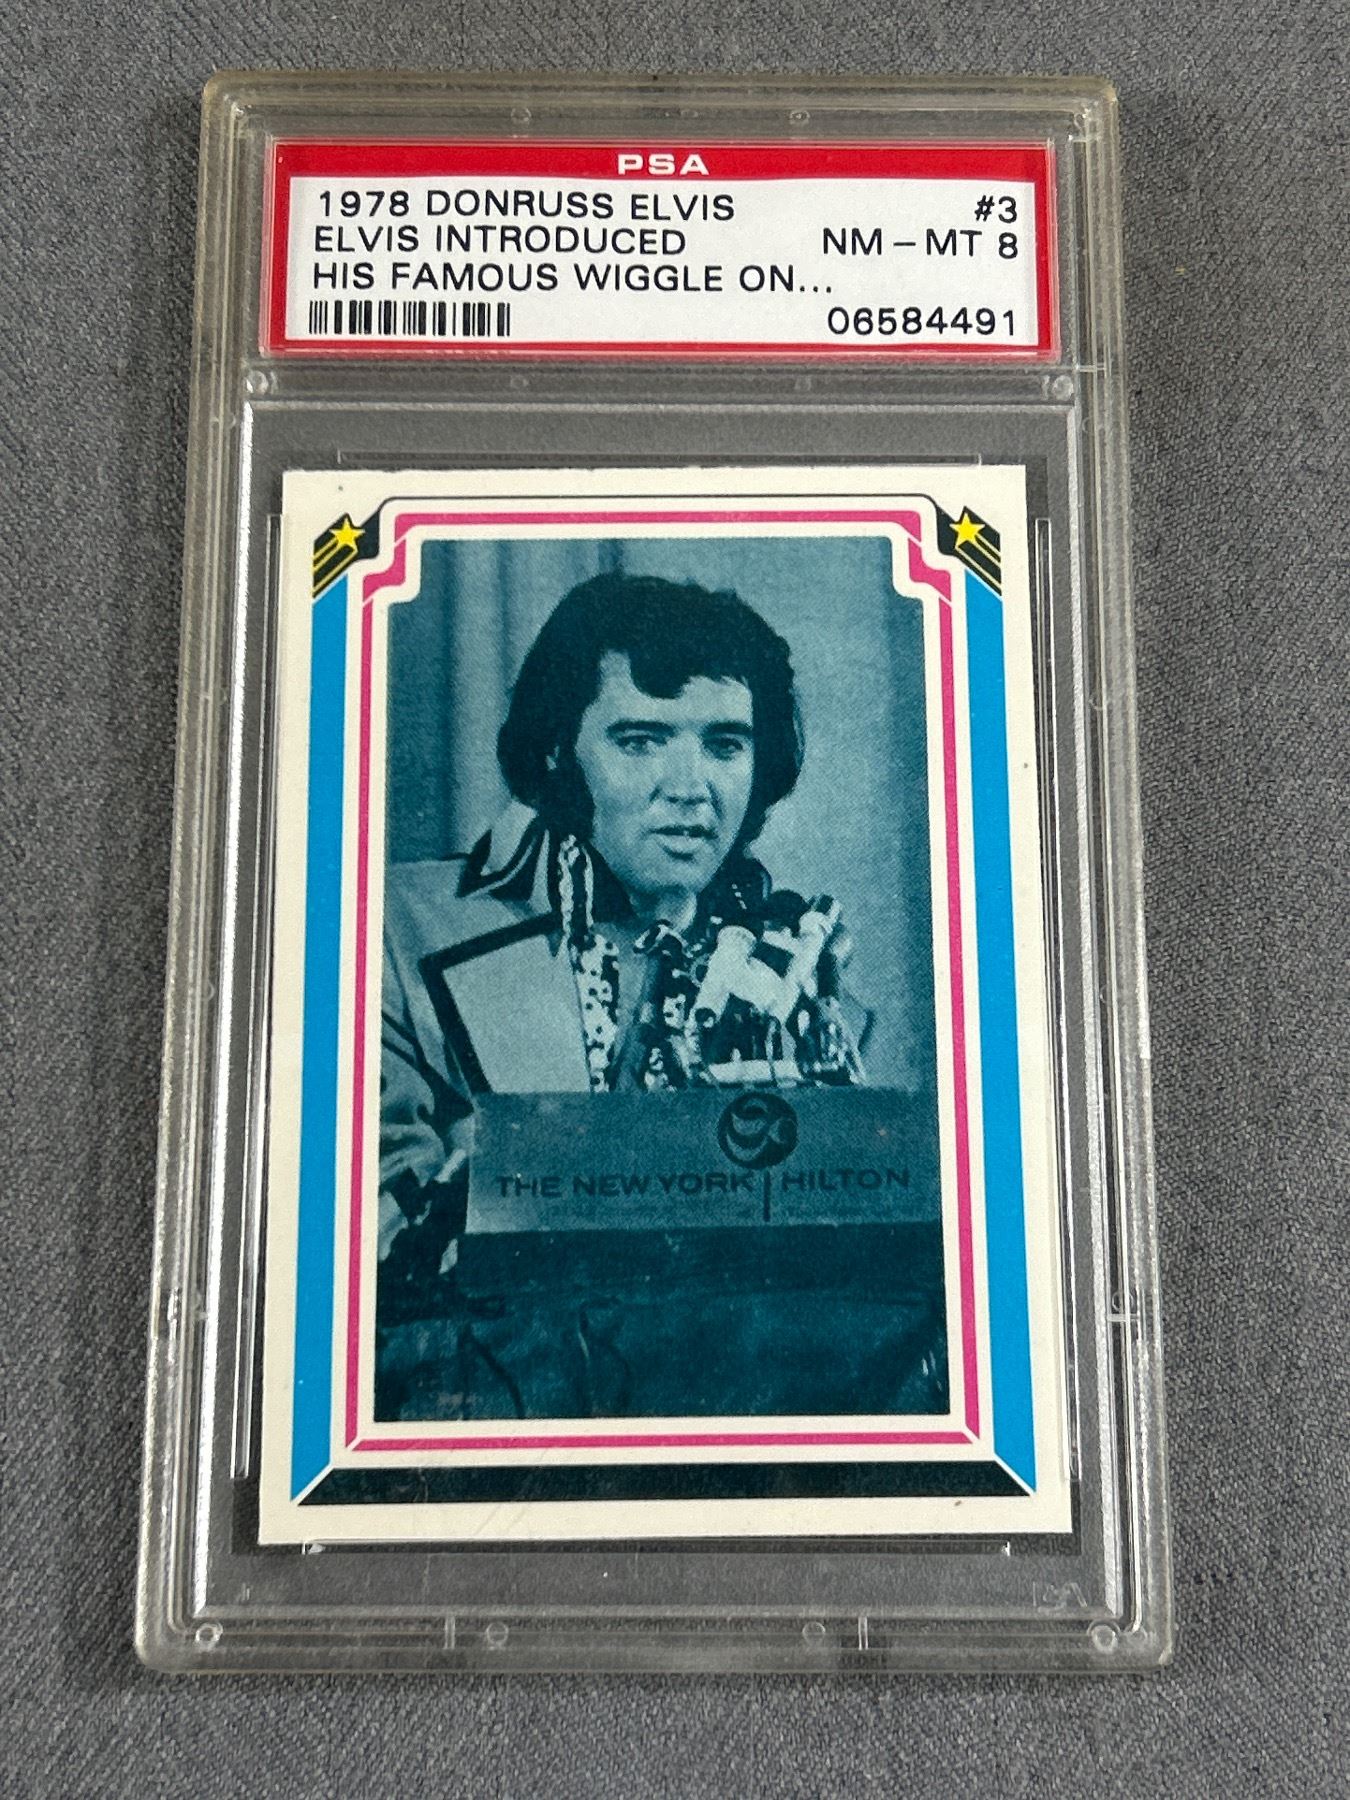 PSA
1978 DONRUSS ELVIS #3
ELVIS INTRODUCED NM - MT 8
HIS FAMOUS WIGGLE ON...
06584491
THE NEW YORK HILTON